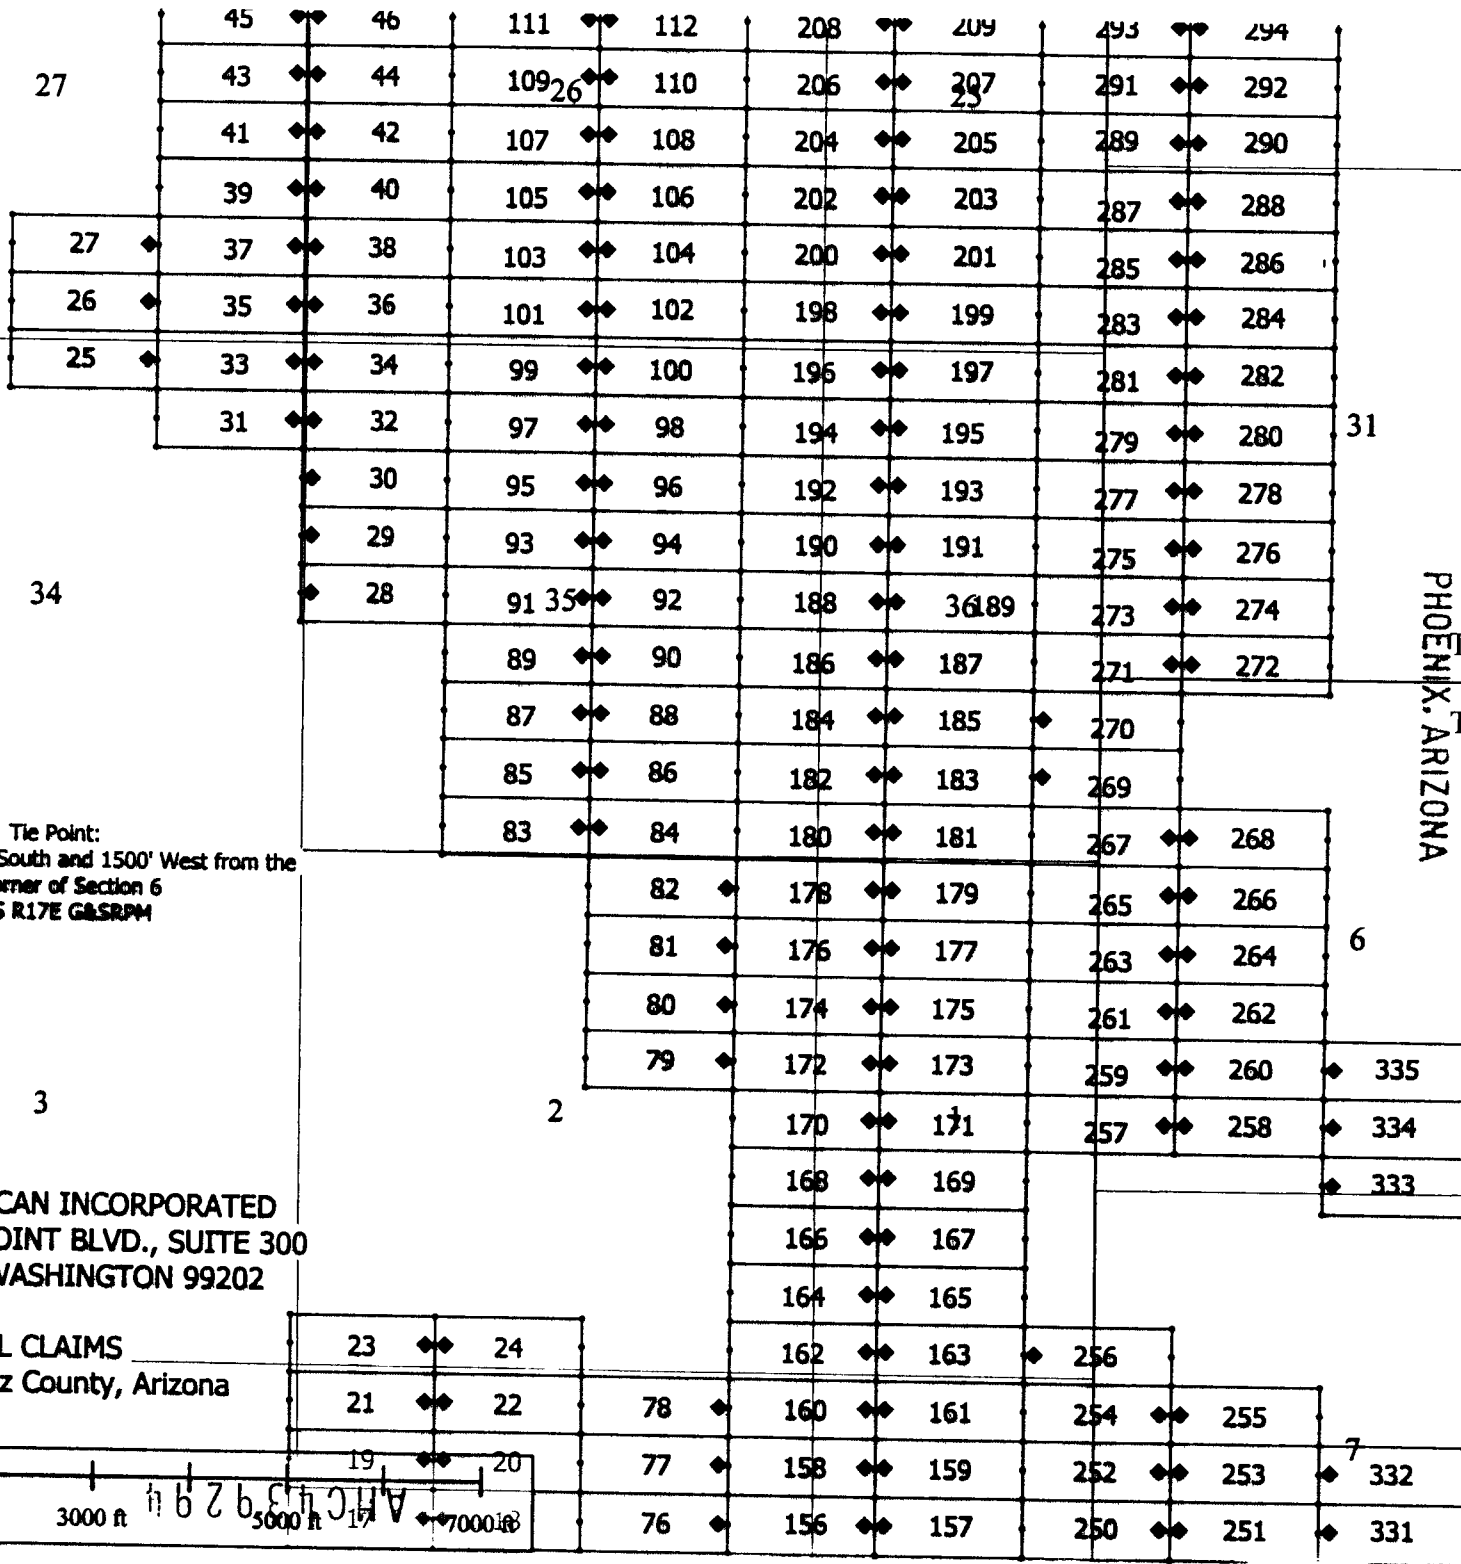 45 46 111 112 208 209 293 294
27 43 44 109 26 110 206 207 25 291 292
41 42 107 108 204 205 289 290
39 40 105 106 202 203 287 288
27 37 38 103 104 200 201 285 286
26 35 36 101 102 198 199 283 284
25 33 34 99 100 196 197 281 282
31 32 97 98 194 195 279 280 31
30 95 96 192 193 277 278
29 93 94 190 191 275 276
34 28 91 35 92 188 36 189 273 274
89 90 186 187 271 272
PHOENIX, ARIZONA
87 88 184 185 270
85 86 182 183 269
83 84 180 181 267 268
Tie Point:
South and 1500' West from the
orner of Section 6
S R17E G&SRPM
82 178 179 265 266
81 176 177 263 264 6
80 174 175 261 262
79 172 173 259 260 335
3 2 170 171 1 257 258 334
168 169 333
166 167
164 165
CAN INCORPORATED
OINT BLVD., SUITE 300
WASHINGTON 99202
23 24 162 163 256
L CLAIMS
z County, Arizona
21 22 78 160 161 254 255
19 20 77 158 159 252 253 7 332
17 18 76 156 157 250 251 331
3000 ft 5000 ft 7000 ft
AMC439294